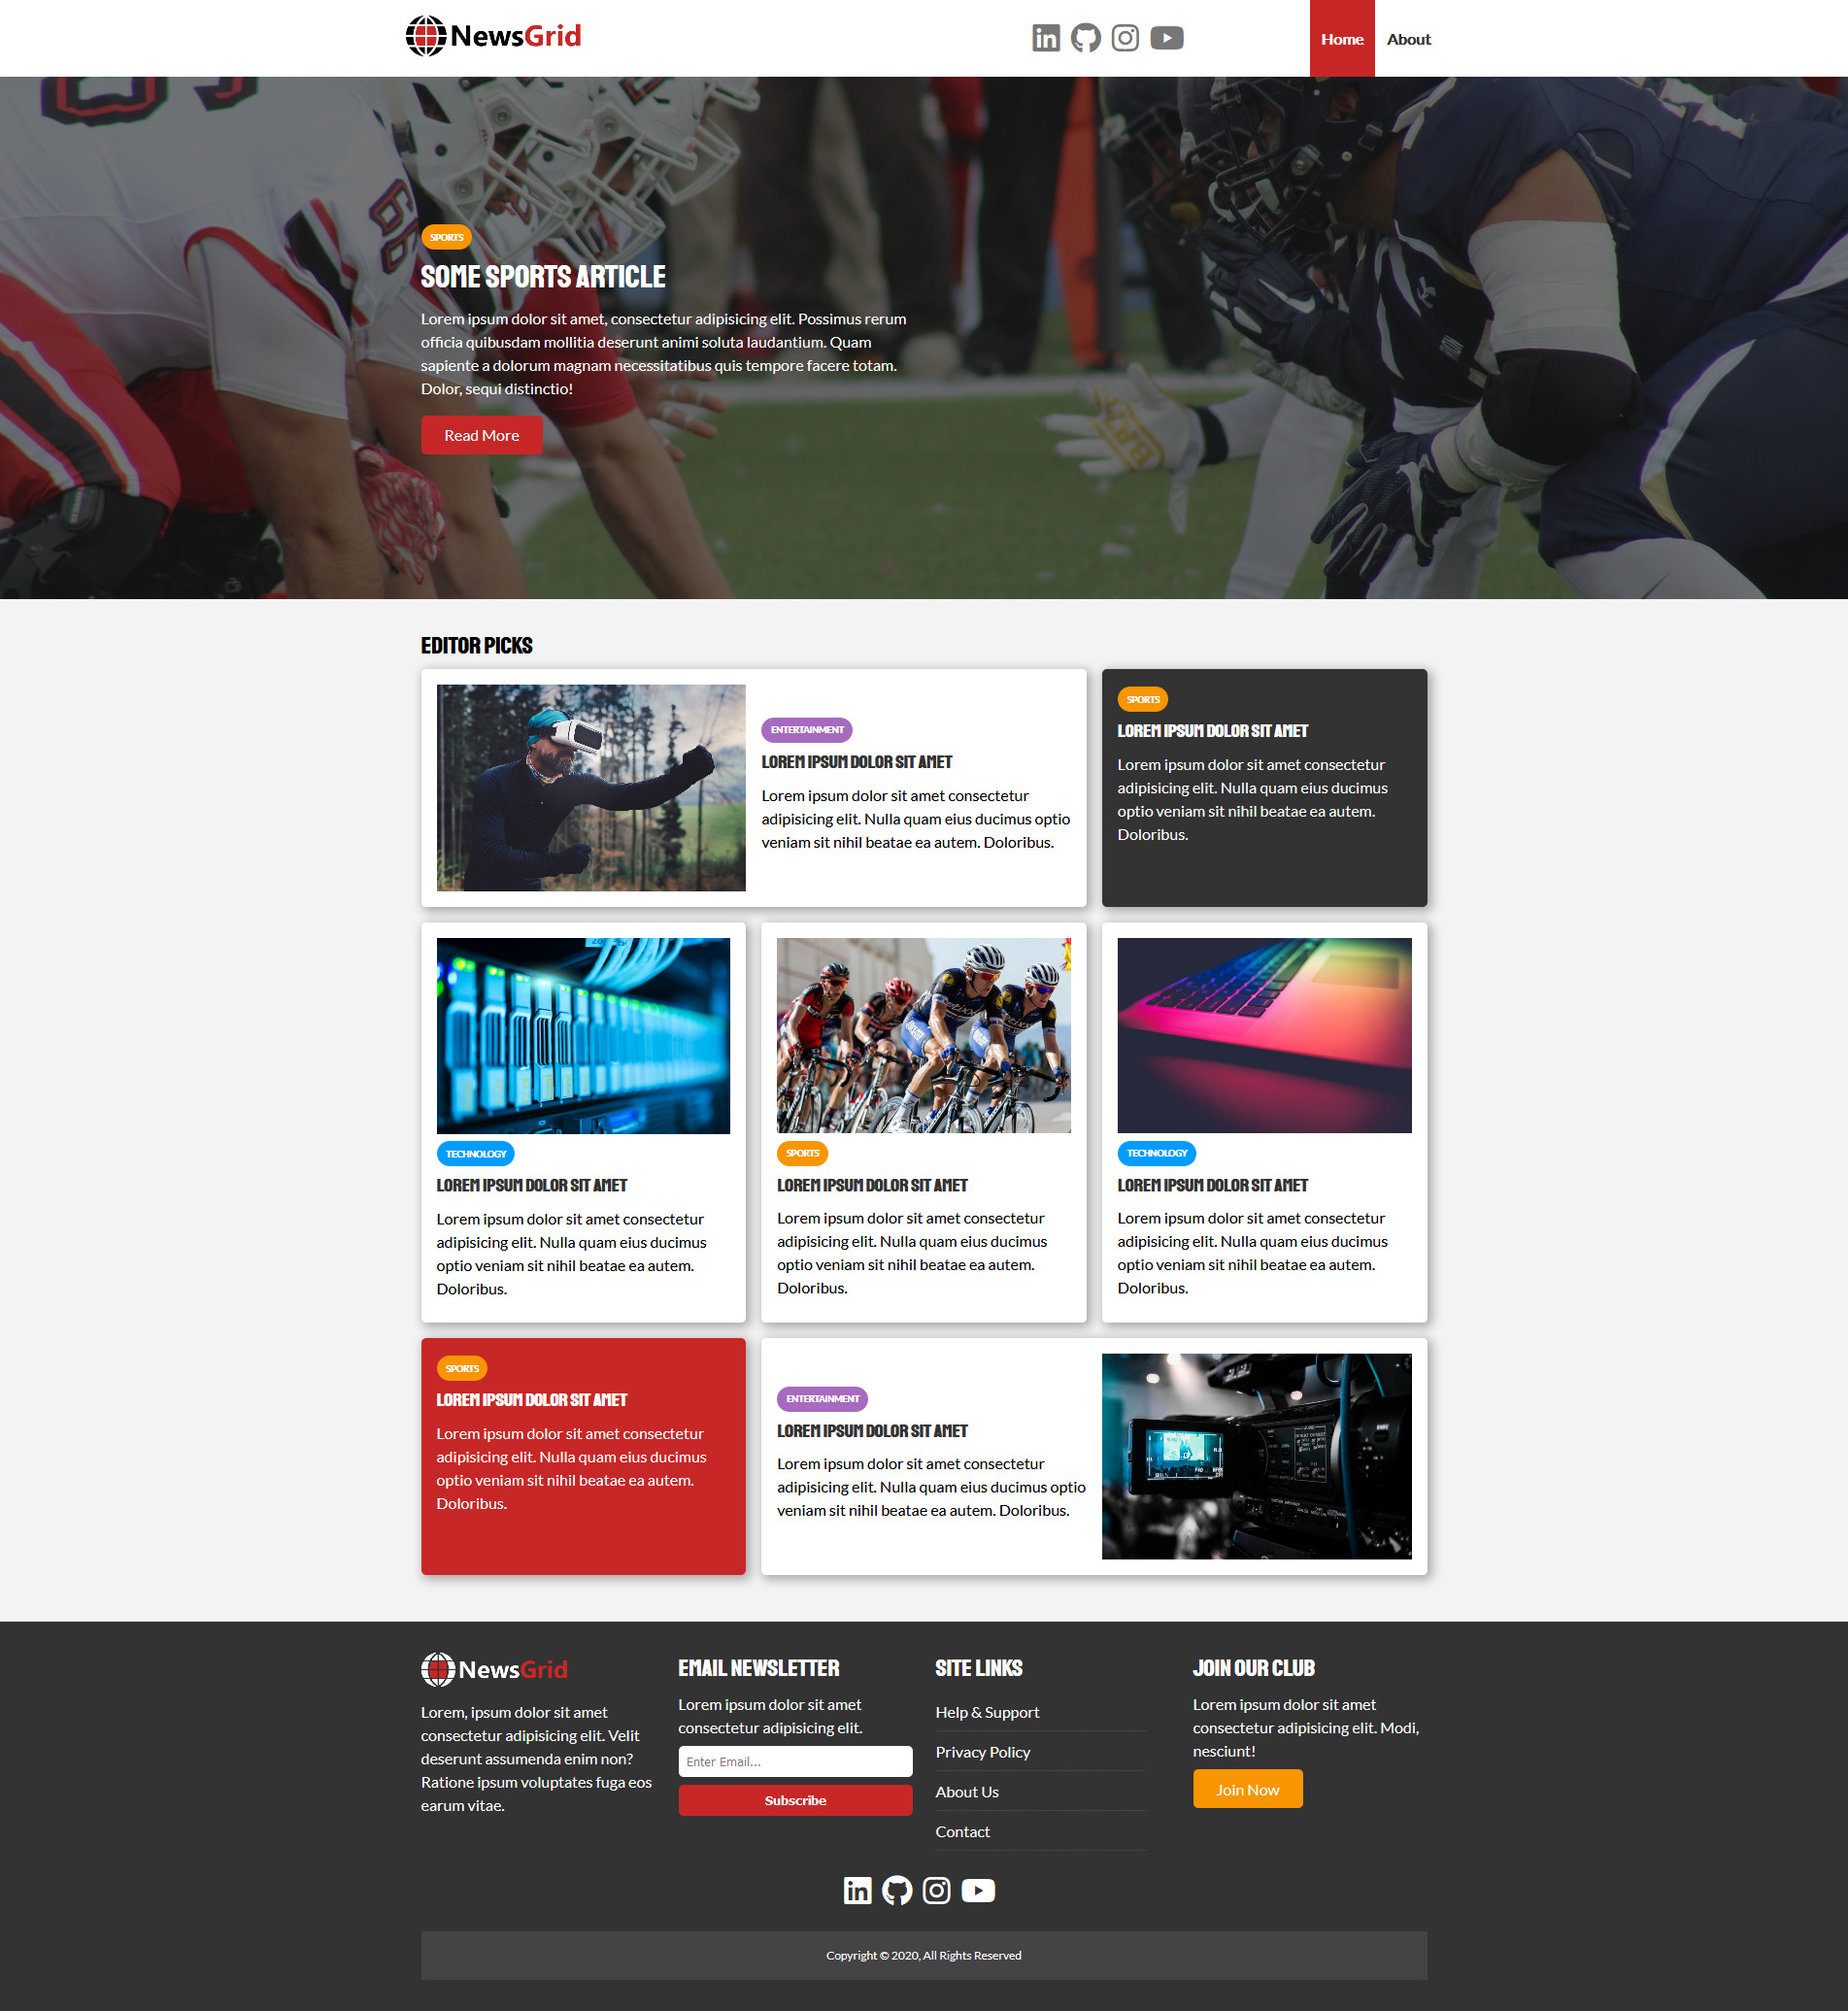 NewsGrid
Home
About
SPORTS
SOME SPORTS ARTICLE
Lorem ipsum dolor sit amet, consectetur adipisicing elit. Possimus rerum
officia quibusdam mollitia deserunt animi soluta laudantium. Quam
sapiente a dolorum magnam necessitatibus quis tempore facere totam.
Dolor, sequi distinctio!
Read More
EDITOR PICKS
ENTERTAINMENT
LOREM IPSUM DOLOR SIT AMET
Lorem ipsum dolor sit amet consectetur
adipisicing elit. Nulla quam eius ducimus optio
veniam sit nihil beatae ea autem. Doloribus.
SPORTS
LOREM IPSUM DOLOR SIT AMET
Lorem ipsum dolor sit amet consectetur
adipisicing elit. Nulla quam eius ducimus
optio veniam sit nihil beatae ea autem.
Doloribus.
TECHNOLOGY
LOREM IPSUM DOLOR SIT AMET
Lorem ipsum dolor sit amet consectetur
adipisicing elit. Nulla quam eius ducimus
optio veniam sit nihil beatae ea autem.
Doloribus.
SPORTS
LOREM IPSUM DOLOR SIT AMET
Lorem ipsum dolor sit amet consectetur
adipisicing elit. Nulla quam eius ducimus
optio veniam sit nihil beatae ea autem.
Doloribus.
TECHNOLOGY
LOREM IPSUM DOLOR SIT AMET
Lorem ipsum dolor sit amet consectetur
adipisicing elit. Nulla quam eius ducimus
optio veniam sit nihil beatae ea autem.
Doloribus.
SPORTS
LOREM IPSUM DOLOR SIT AMET
Lorem ipsum dolor sit amet consectetur
adipisicing elit. Nulla quam eius ducimus
optio veniam sit nihil beatae ea autem.
Doloribus.
ENTERTAINMENT
LOREM IPSUM DOLOR SIT AMET
Lorem ipsum dolor sit amet consectetur
adipisicing elit. Nulla quam eius ducimus optio
veniam sit nihil beatae ea autem. Doloribus.
NewsGrid
Lorem, ipsum dolor sit amet
consectetur adipisicing elit. Velit
deserunt assumenda enim non?
Ratione ipsum voluptates fuga eos
earum vitae.
EMAIL NEWSLETTER
Lorem ipsum dolor sit amet
consectetur adipisicing elit.
Enter Email...
Subscribe
SITE LINKS
Help & Support
Privacy Policy
About Us
Contact
JOIN OUR CLUB
Lorem ipsum dolor sit amet
consectetur adipisicing elit. Modi,
nesciunt!
Join Now
Copyright © 2020, All Rights Reserved